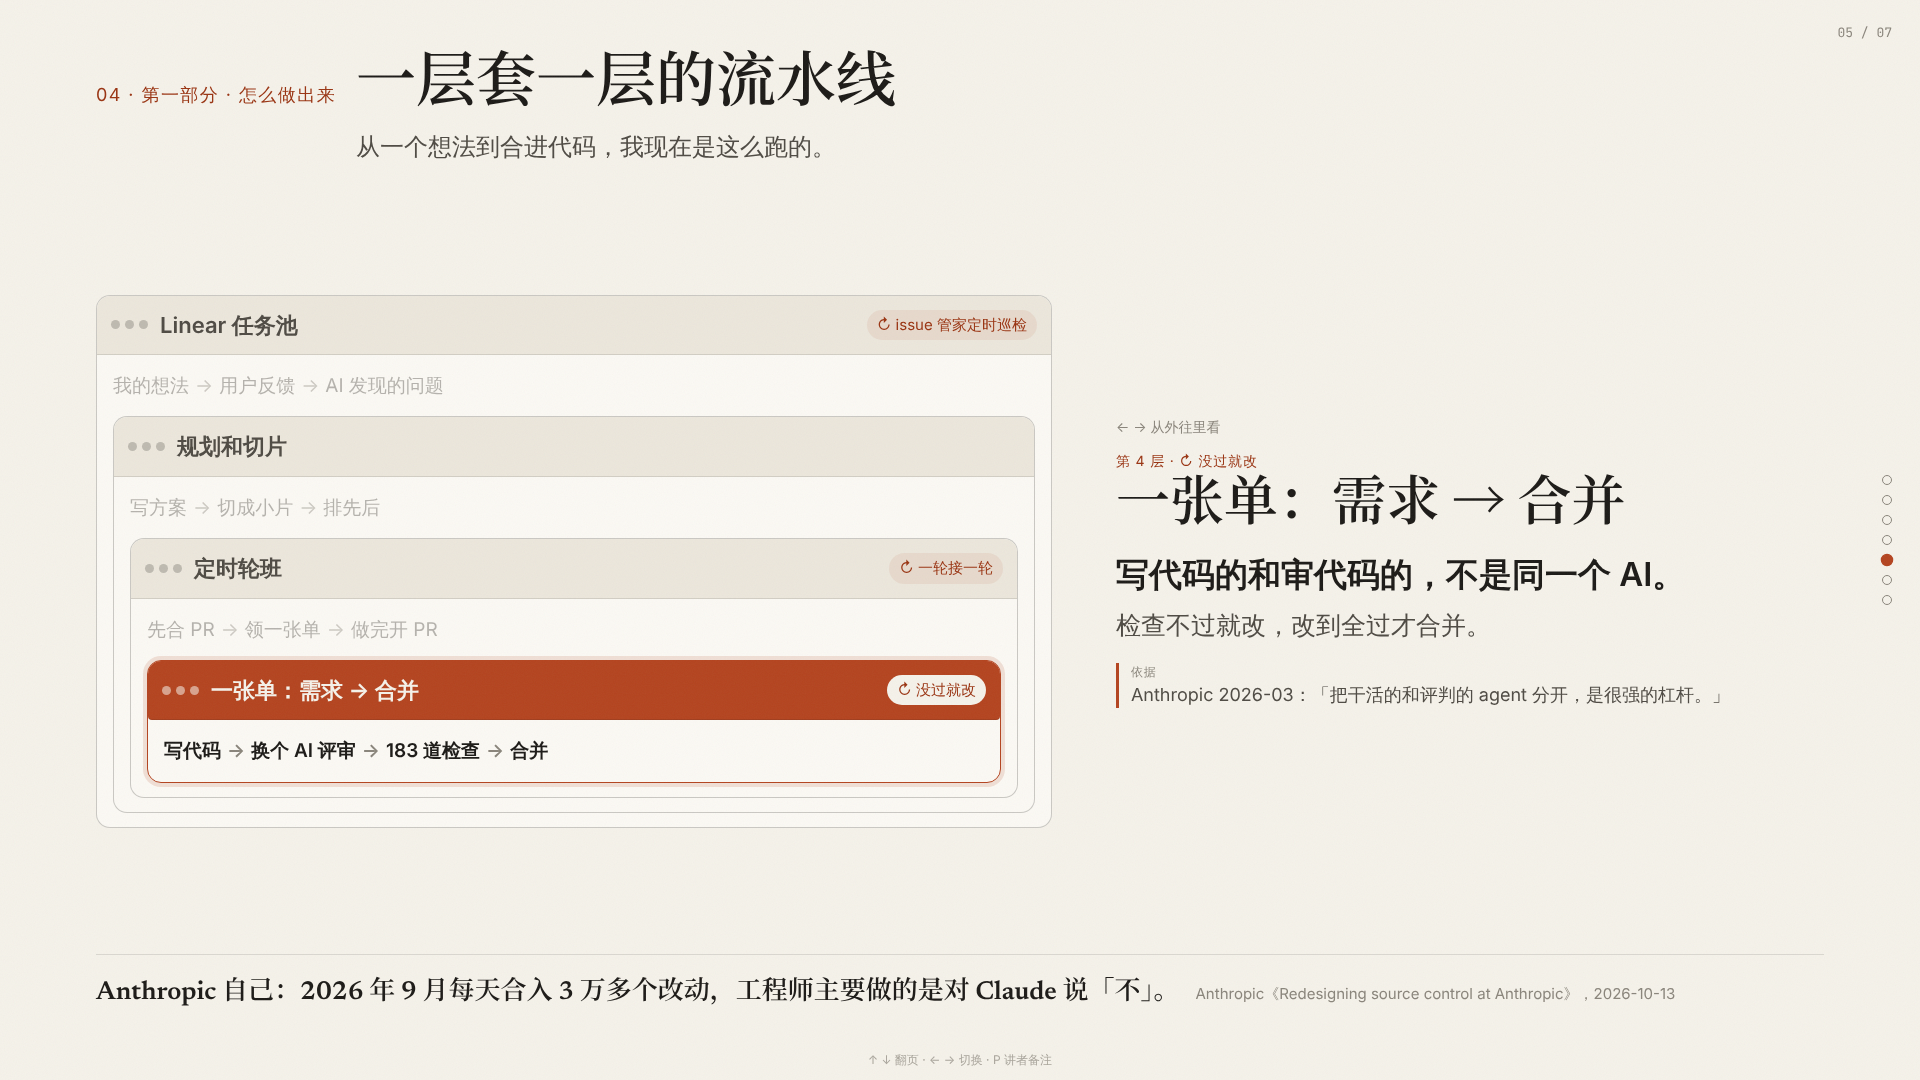 05 / 07
04 · 第一部分 · 怎么做出来
一层套一层的流水线
从一个想法到合进代码，我现在是这么跑的。
Linear 任务池
↻ issue 管家定时巡检
我的想法 → 用户反馈 → AI 发现的问题
规划和切片
写方案 → 切成小片 → 排先后
定时轮班
↻ 一轮接一轮
先合 PR → 领一张单 → 做完开 PR
一张单：需求 → 合并
↻ 没过就改
写代码 → 换个 AI 评审 → 183 道检查 → 合并
← → 从外往里看
第 4 层 · ↻ 没过就改
一张单：需求 → 合并
写代码的和审代码的，不是同一个 AI。
检查不过就改，改到全过才合并。
依据
Anthropic 2026-03：「把干活的和评判的 agent 分开，是很强的杠杆。」
Anthropic 自己：2026 年 9 月每天合入 3 万多个改动，工程师主要做的是对 Claude 说「不」。
Anthropic《Redesigning source control at Anthropic》，2026-10-13
↑ ↓ 翻页 · ← → 切换 · P 讲者备注